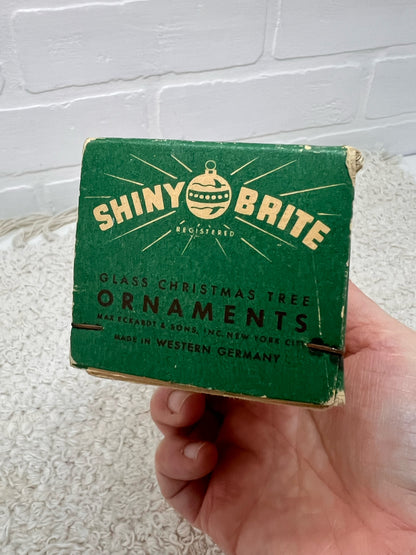 SHINY BRITE
REGISTERED
GLASS CHRISTMAS TREE
ORNAMENTS
MAX ECKARDT & SONS, INC. NEW YORK CITY
MADE IN WESTERN GERMANY